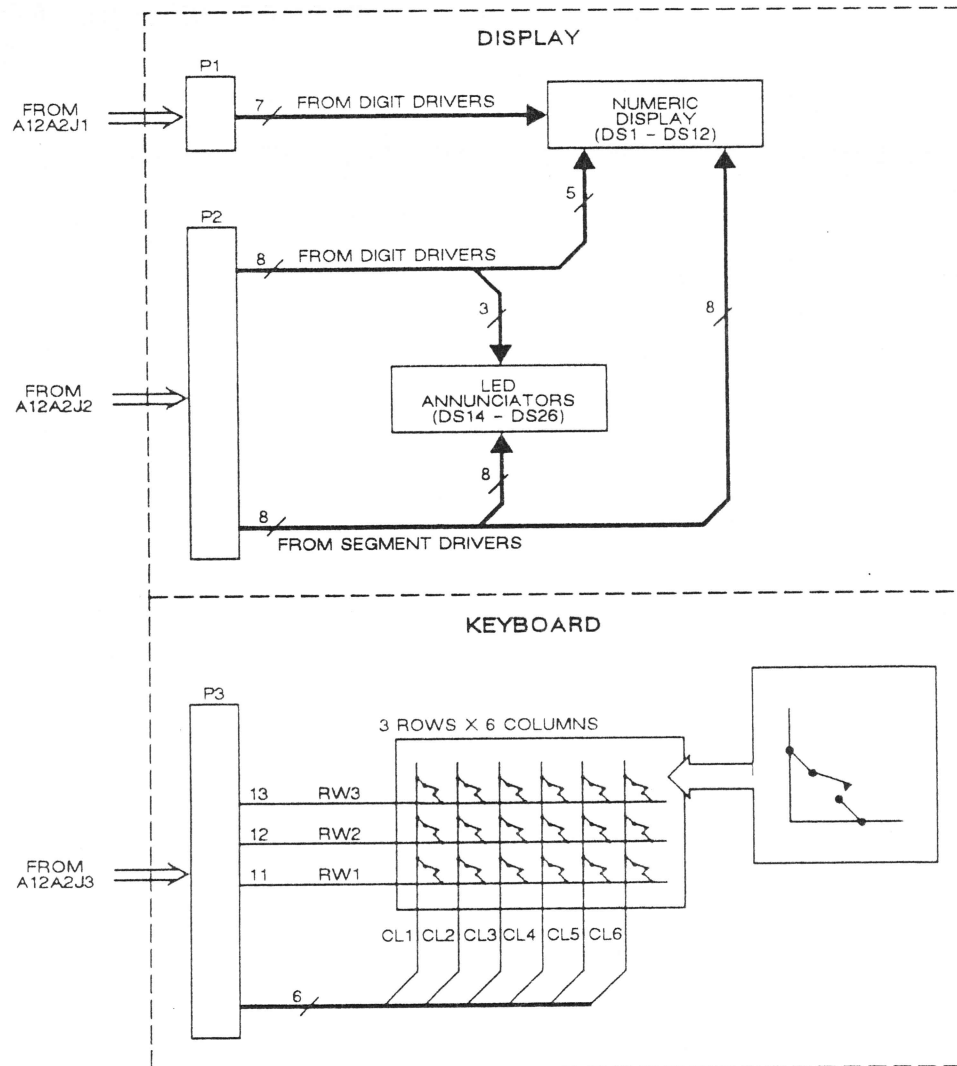 DISPLAY
P1
FROM
A12A2J1
7
FROM DIGIT DRIVERS
NUMERIC
DISPLAY
(DS1 - DS12)
5
P2
8
FROM DIGIT DRIVERS
3
8
FROM
A12A2J2
LED
ANNUNCIATORS
(DS14 - DS26)
8
8
FROM SEGMENT DRIVERS
KEYBOARD
P3
3 ROWS X 6 COLUMNS
13
RW3
12
RW2
FROM
A12A2J3
11
RW1
CL1
CL2
CL3
CL4
CL5
CL6
6